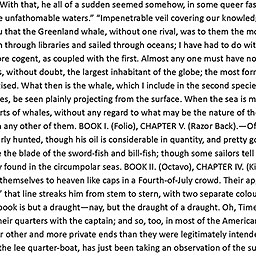 With that, he all of a sudden seemed somehow, in some queer fas
e unfathomable waters." "Impenetrable veil covering our knowled
u that the Greenland whale, without one rival, was to them the mo
n through libraries and sailed through oceans; I have had to do wit
ore cogent, as coupled with the first. Almost any one must have no
s, without doubt, the largest inhabitant of the globe; the most form
ised. What then is the whale, which I include in the second specie
es, be seen plainly projecting from the surface. When the sea is m
rts of whales, without any regard to what may be the nature of the
n any other of them. BOOK I. (Folio), CHAPTER V. (Razor Back).—Of
rly hunted, though his oil is considerable in quantity, and pretty go
e the blade of the sword-fish and bill-fish; though some sailors tell
y found in the circumpolar seas. BOOK II. (Octavo), CHAPTER IV. (Ki
themselves to heaven like caps in a Fourth-of-July crowd. Their ap
" that line streaks him from stem to stern, with two separate colou
book is but a draught—nay, but the draught of a draught. Oh, Time
heir quarters with the captain; and so, too, in most of the American
r other and more private ends than they were legitimately intende
the lee quarter-boat, has just been taking an observation of the su